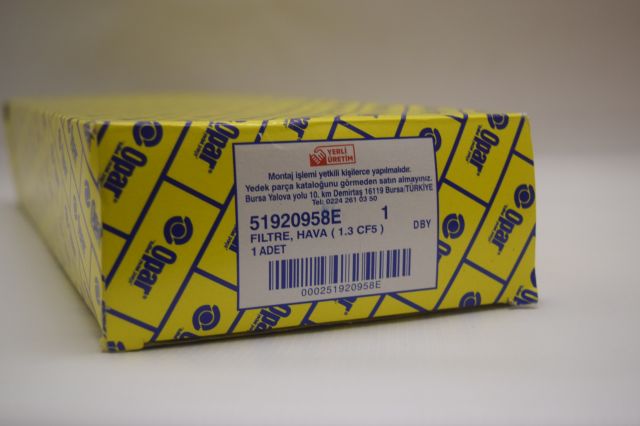 YERLİ
ÜRETİM
Montaj işlemi yetkili kişilerce yapılmalıdır.
Yedek parça kataloğunu görmeden satın almayınız.
Bursa Yalova yolu 10. km Demirtaş 16119 Bursa/TÜRKİYE
Tel: 0224 261 03 50
51920958E 1
FILTRE, HAVA ( 1.3 CF5 ) DBY
1 ADET
000251920958E
Opar
Opar
Opar
Opar
Opar
Opar